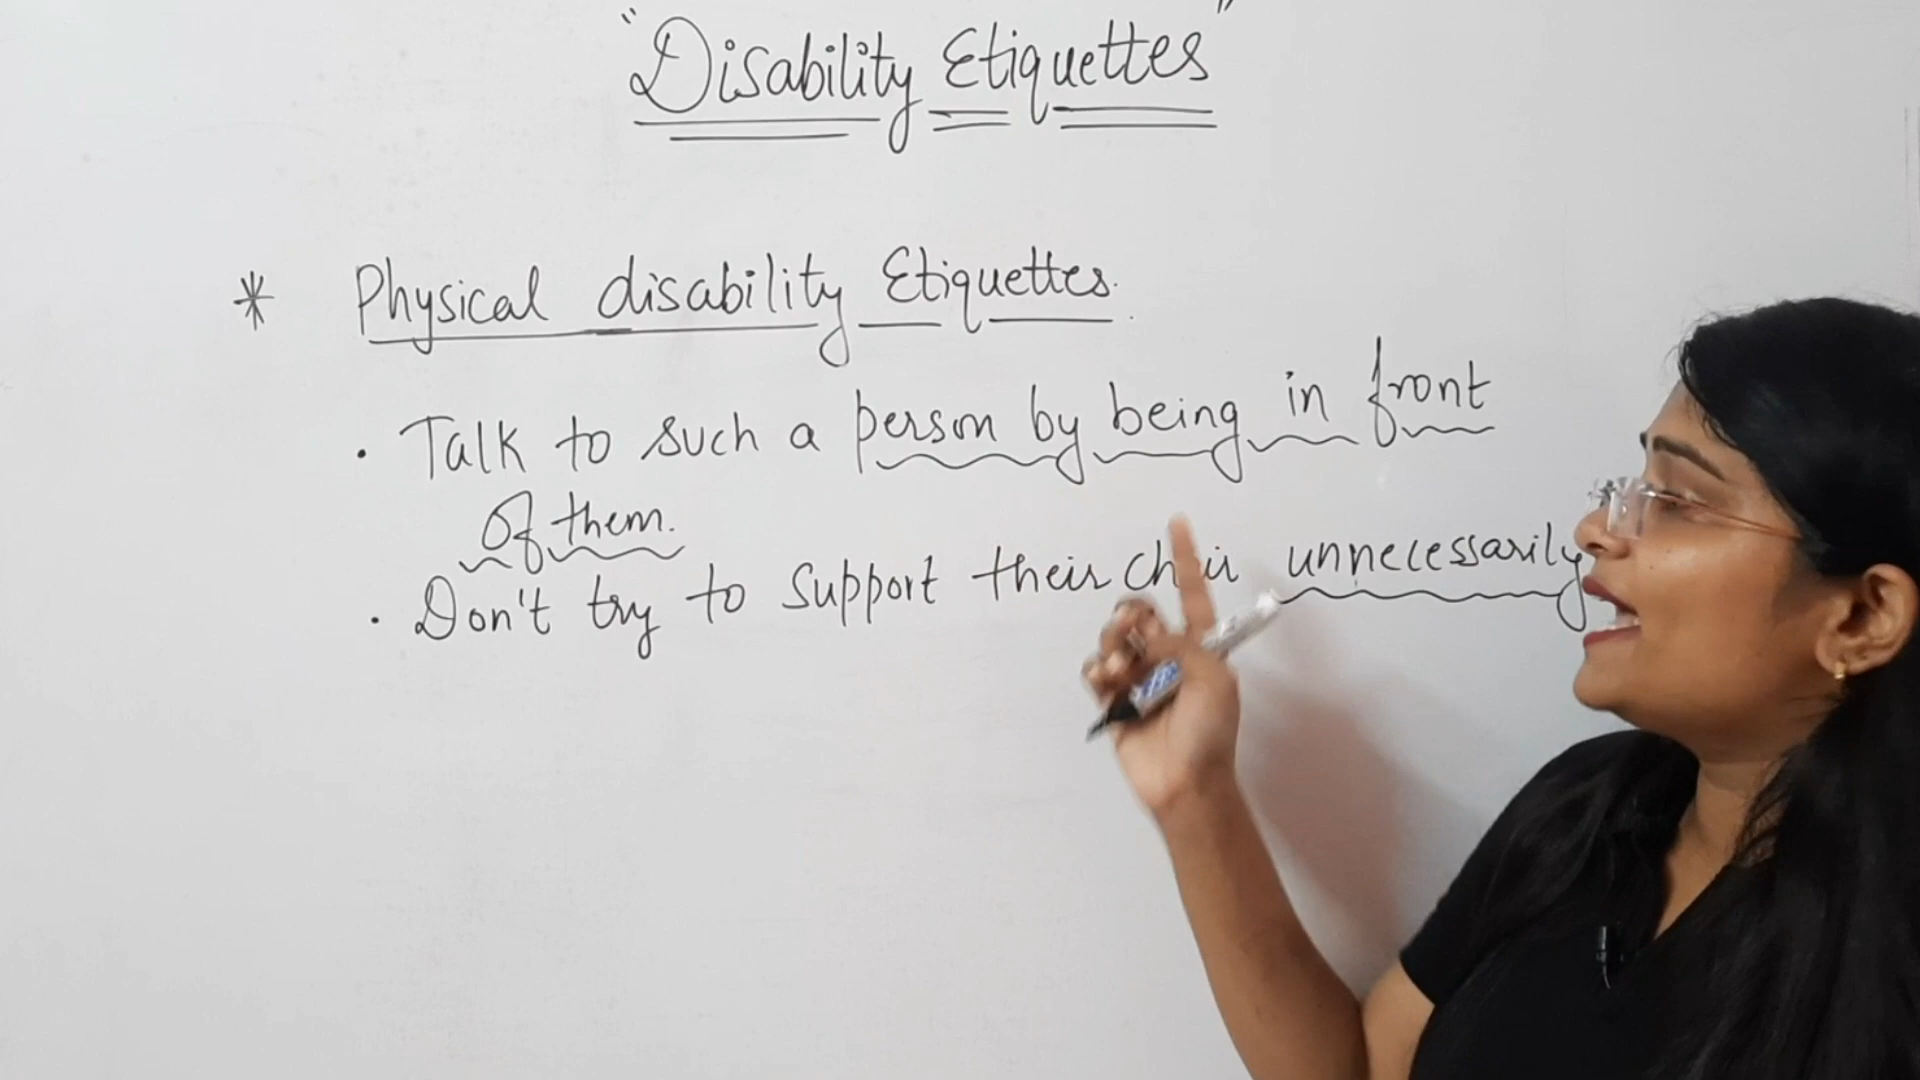 "Disability Etiquettes"
* Physical disability Etiquettes.
• Talk to such a person by being in front
of them.
• Don't try to support their chair unnecessarily